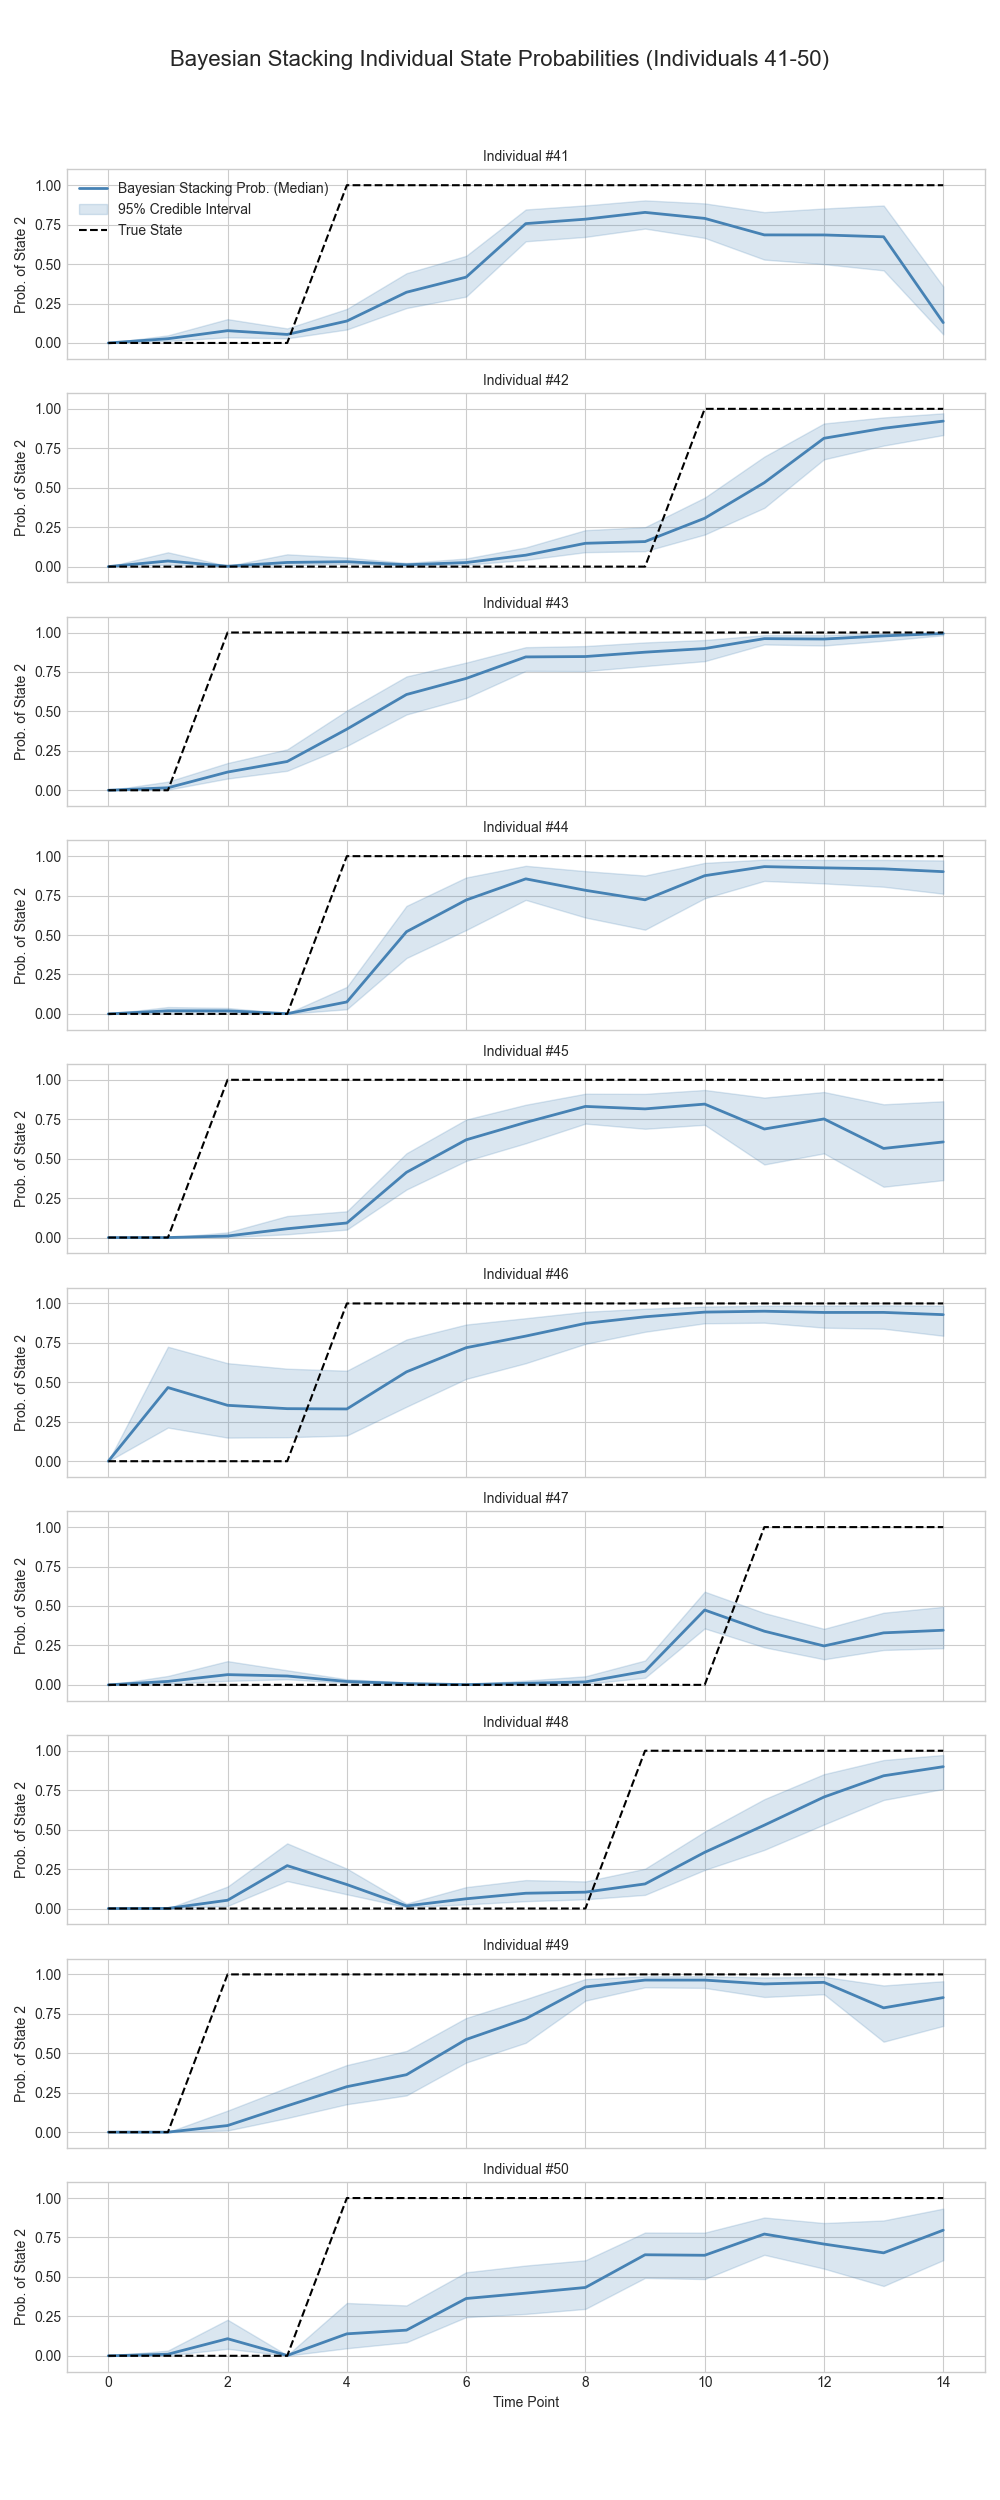 Bayesian Stacking Individual State Probabilities (Individuals 41-50)
Individual #41
Bayesian Stacking Prob. (Median)
95% Credible Interval
True State
Prob. of State 2
1.00
0.75
0.50
0.25
0.00
Individual #42
Prob. of State 2
1.00
0.75
0.50
0.25
0.00
Individual #43
Prob. of State 2
1.00
0.75
0.50
0.25
0.00
Individual #44
Prob. of State 2
1.00
0.75
0.50
0.25
0.00
Individual #45
Prob. of State 2
1.00
0.75
0.50
0.25
0.00
Individual #46
Prob. of State 2
1.00
0.75
0.50
0.25
0.00
Individual #47
Prob. of State 2
1.00
0.75
0.50
0.25
0.00
Individual #48
Prob. of State 2
1.00
0.75
0.50
0.25
0.00
Individual #49
Prob. of State 2
1.00
0.75
0.50
0.25
0.00
Individual #50
Prob. of State 2
1.00
0.75
0.50
0.25
0.00
0 2 4 6 8 10 12 14
Time Point